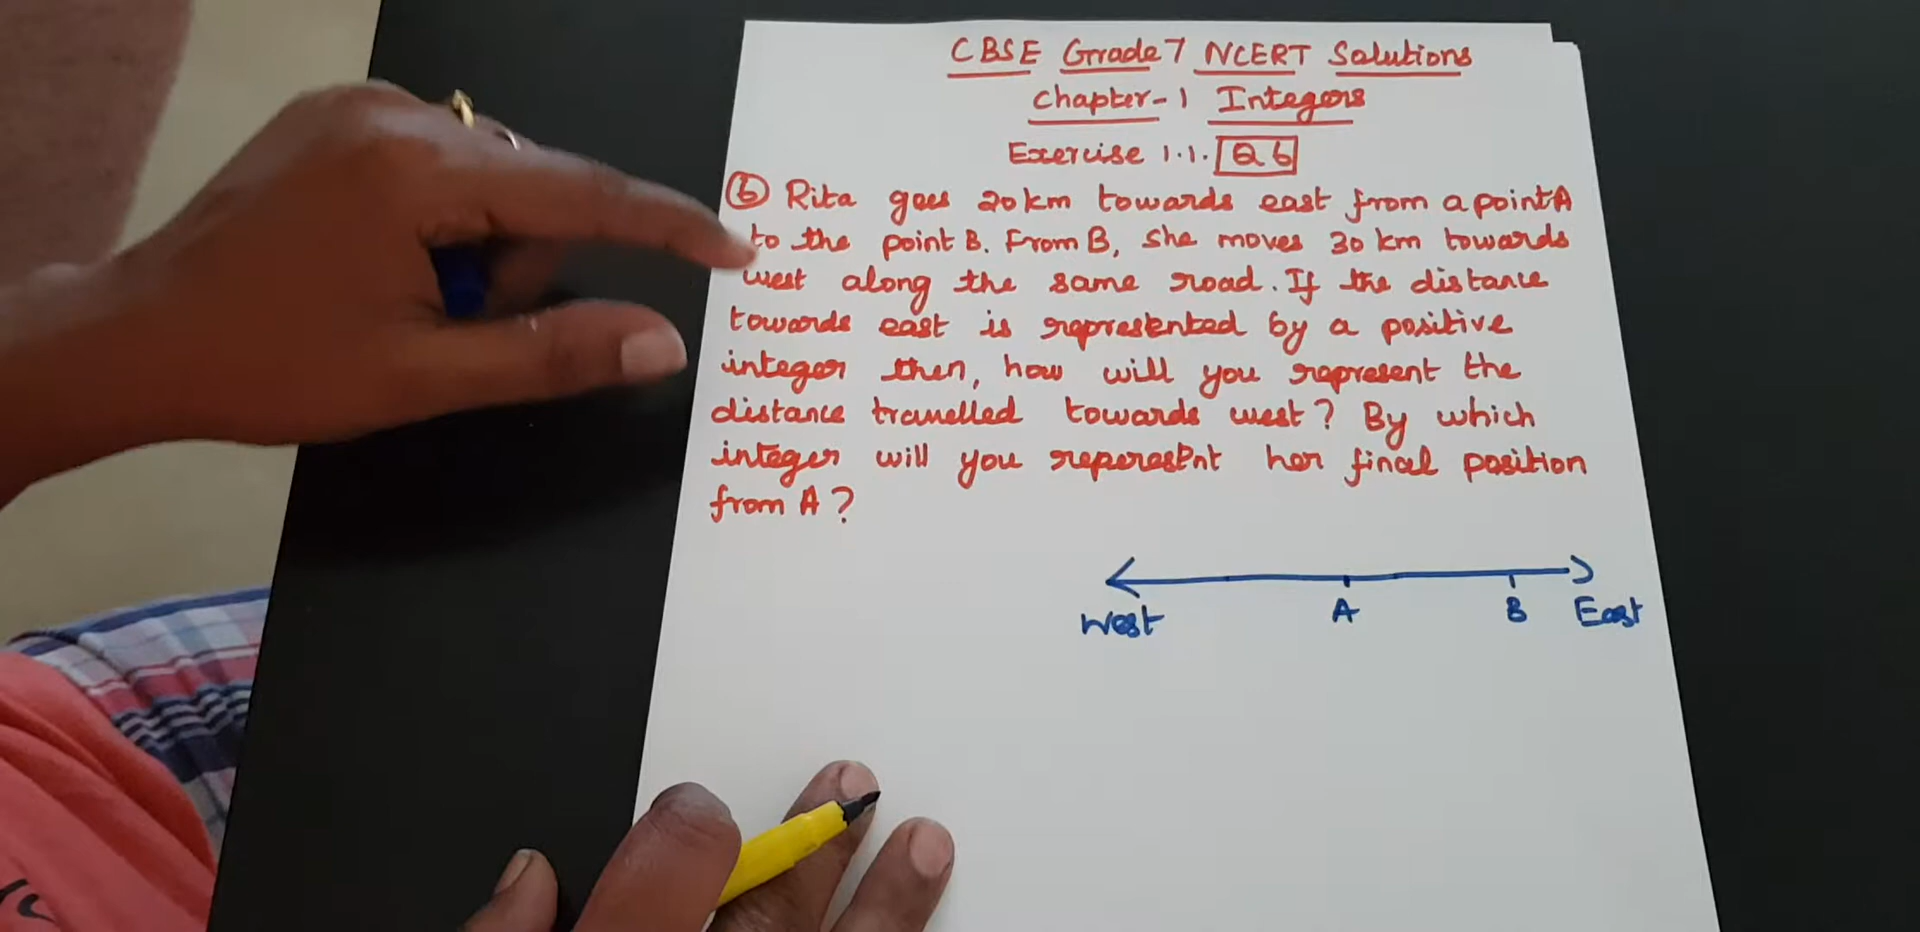 CBSE Grade 7 NCERT Solutions
Chapter-1 Integers
Exercise 1.1. Q 6
6 Rita goes 20 km towards east from a point A
to the point B. From B, she moves 30 km towards
west along the same road. If the distance
towards east is represented by a positive
integer then, how will you represent the
distance travelled towards west? By which
integer will you reperesent her final position
from A?
West A B East